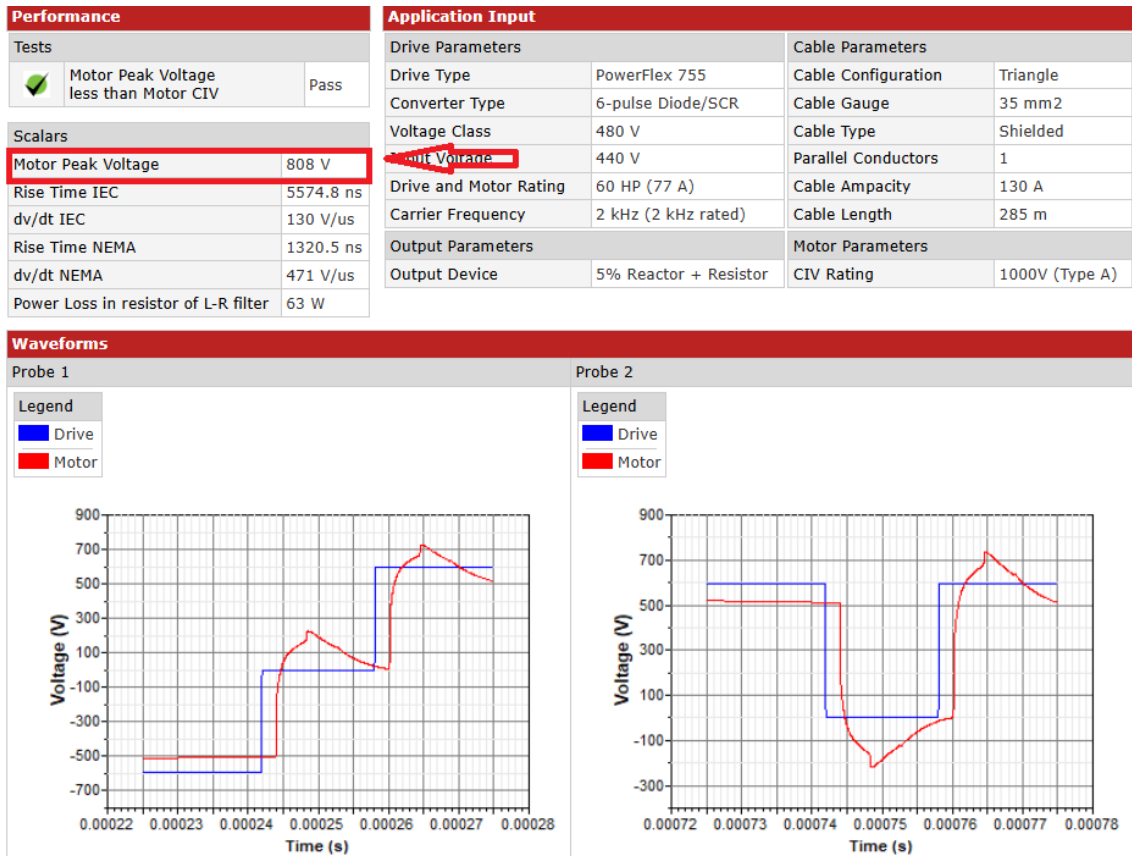 Performance
Tests
Motor Peak Voltage
less than Motor CIV
Pass
Scalars
Motor Peak Voltage 808 V
Rise Time IEC 5574.8 ns
dv/dt IEC 130 V/us
Rise Time NEMA 1320.5 ns
dv/dt NEMA 471 V/us
Power Loss in resistor of L-R filter 63 W
Application Input
Drive Parameters
Drive Type PowerFlex 755
Converter Type 6-pulse Diode/SCR
Voltage Class 480 V
Voltage 440 V
Drive and Motor Rating 60 HP (77 A)
Carrier Frequency 2 kHz (2 kHz rated)
Output Parameters
Output Device 5% Reactor + Resistor
Cable Parameters
Cable Configuration Triangle
Cable Gauge 35 mm2
Cable Type Shielded
Parallel Conductors 1
Cable Ampacity 130 A
Cable Length 285 m
Motor Parameters
CIV Rating 1000V (Type A)
Waveforms
Probe 1
Legend
Drive
Motor
900
700
500
300
100
-100
-300
-500
-700
Voltage (V)
0.00022 0.00023 0.00024 0.00025 0.00026 0.00027 0.00028
Time (s)
Probe 2
Legend
Drive
Motor
900
700
500
300
100
-100
-300
Voltage (V)
0.00072 0.00073 0.00074 0.00075 0.00076 0.00077 0.00078
Time (s)